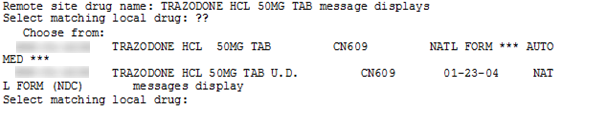 Remote site drug name: TRAZODONE HCL 50MG TAB message displays
Select matching local drug: ??
Choose from:
TRAZODONE HCL 50MG TAB CN609 NATL FORM *** AUTO
MED ***
TRAZODONE HCL 50MG TAB U.D. CN609 01-23-04 NAT
L FORM (NDC) messages display
Select matching local drug: